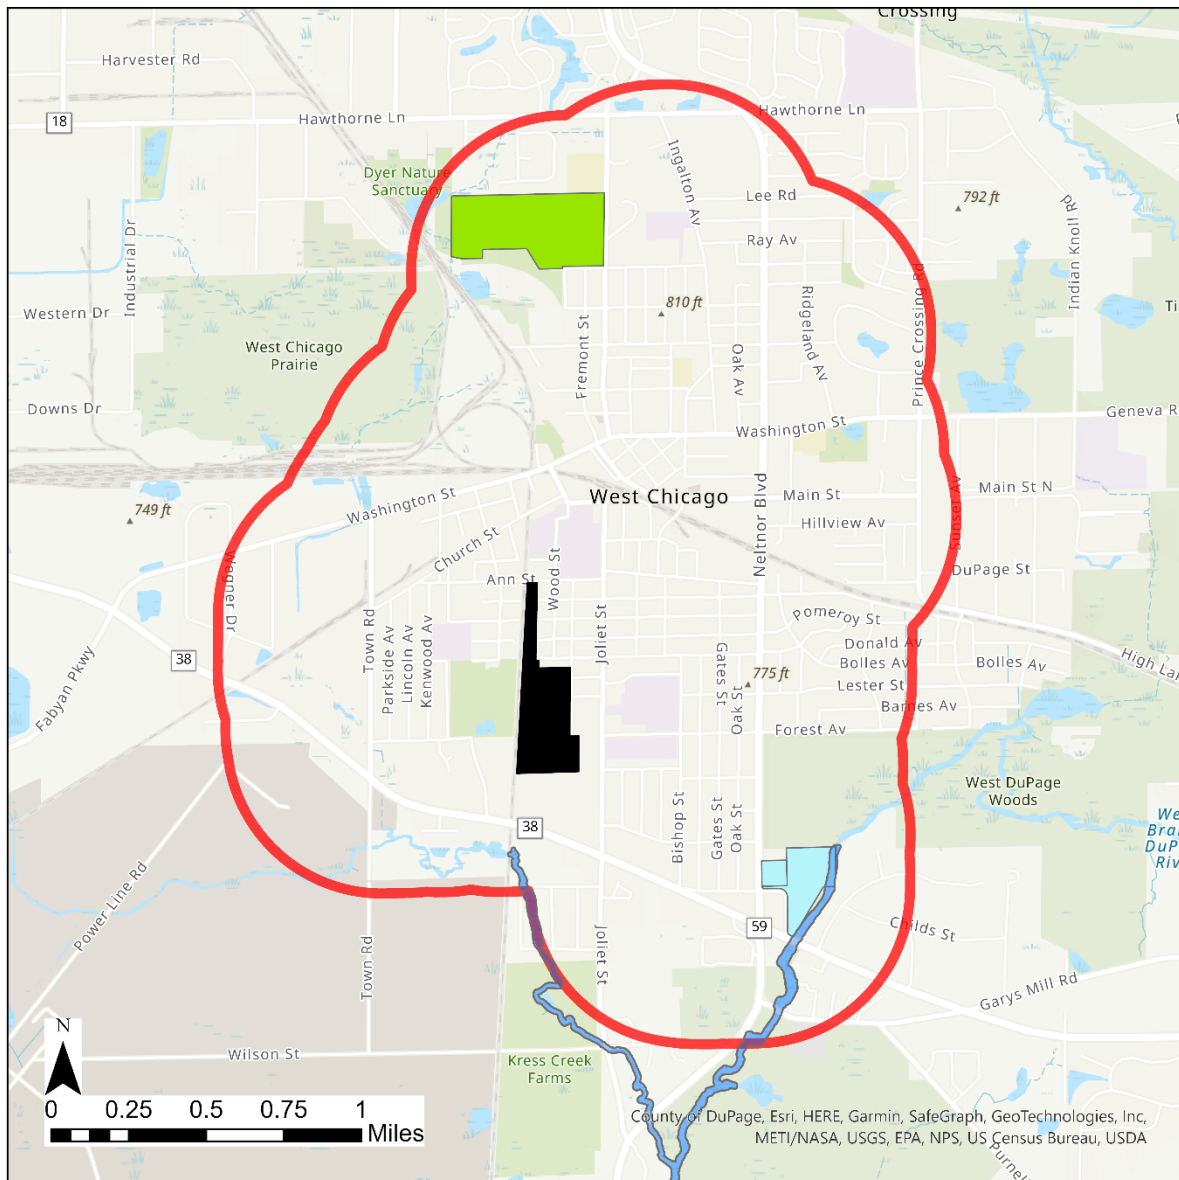 Crossing
Harvester Rd
Hawthorne Ln
18
Hawthorne Ln
Ingalton Av
Dyer Nature
Sanctuary
Lee Rd
792 ft
Indian Knoll Rd
Industrial Dr
Ray Av
Prince Crossing Rd
Western Dr
810 ft
Ridgeland Av
Ti
West Chicago
Prairie
Fremont St
Oak Av
Downs Dr
Geneva R
Washington St
West Chicago
Main St
Main St N
Neltnor Blvd
Sunset Av
749 ft
Washington St
Hillview Av
Church St
Wood St
Wegner Dr
Ann St
DuPage St
Pomeroy St
Town Rd
Parkside Av
Lincoln Av
Kenwood Av
Joliet St
Donald Av
Bolles Av
Bolles Av
High Lak
38
Gates St
775 ft
Lester St
Oak St
Barnes Av
Fabyan Pkwy
Forest Av
West DuPage
Woods
Bishop St
Gates St
Oak St
38
We
Bran
DuP
Riv
Power Line Rd
Town Rd
Joliet St
59
Childs St
Garys Mill Rd
N
Wilson St
Kress Creek
Farms
0 0.25 0.5 0.75 1
Miles
County of DuPage, Esri, HERE, Garmin, SafeGraph, GeoTechnologies, Inc,
METI/NASA, USGS, EPA, NPS, US Census Bureau, USDA
Purnel